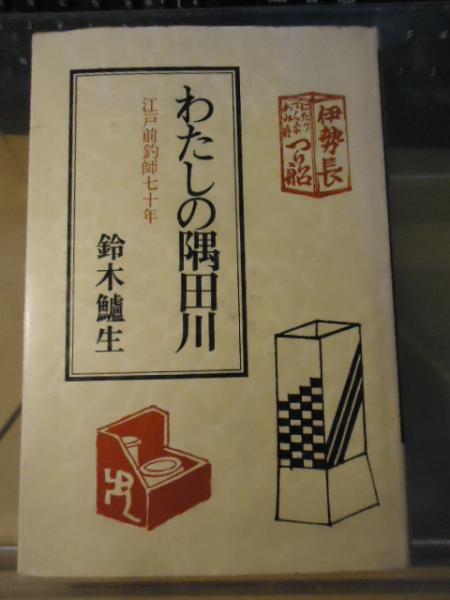 わたしの隅田川
江戸前釣師七十年
鈴木鱸生
伊勢長
つり船